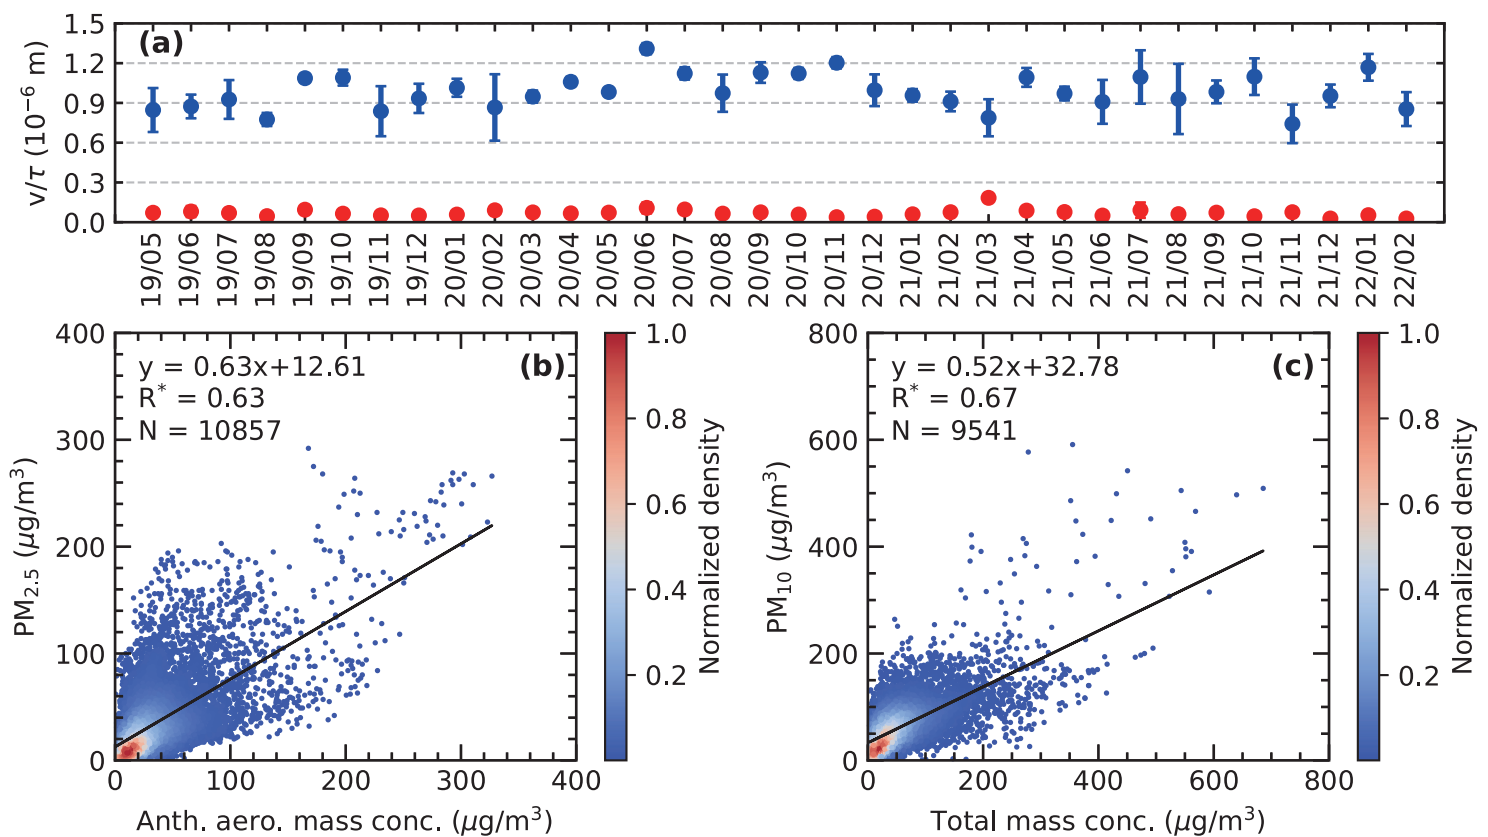 (a)
v/τ (10⁻⁶ m)
1.5
1.2
0.9
0.6
0.3
0.0
19/05 19/06 19/07 19/08 19/09 19/10 19/11 19/12 20/01 20/02 20/03 20/04 20/05 20/06 20/07 20/08 20/09 20/10 20/11 20/12 21/01 21/02 21/03 21/04 21/05 21/06 21/07 21/08 21/09 21/10 21/11 21/12 22/01 22/02
(b)
y = 0.63x+12.61
R* = 0.63
N = 10857
PM₂.₅ (μg/m³)
400
300
200
100
0
0 100 200 300 400
Anth. aero. mass conc. (μg/m³)
1.0
0.8
0.6
0.4
0.2
Normalized density
(c)
y = 0.52x+32.78
R* = 0.67
N = 9541
PM₁₀ (μg/m³)
800
600
400
200
0
0 200 400 600 800
Total mass conc. (μg/m³)
1.0
0.8
0.6
0.4
0.2
Normalized density